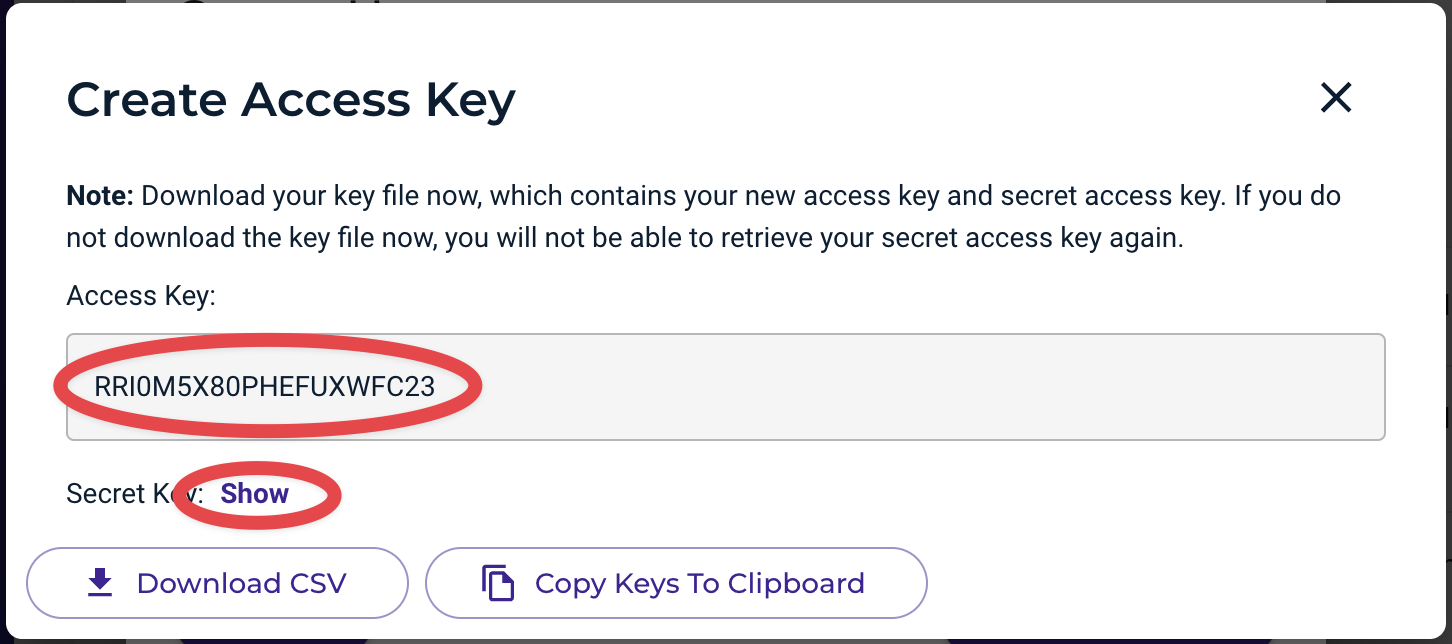 Create Access Key
Note: Download your key file now, which contains your new access key and secret access key. If you do
not download the key file now, you will not be able to retrieve your secret access key again.
Access Key:
RRI0M5X80PHEFUXWFC23
Secret Key: Show
Download CSV
Copy Keys To Clipboard